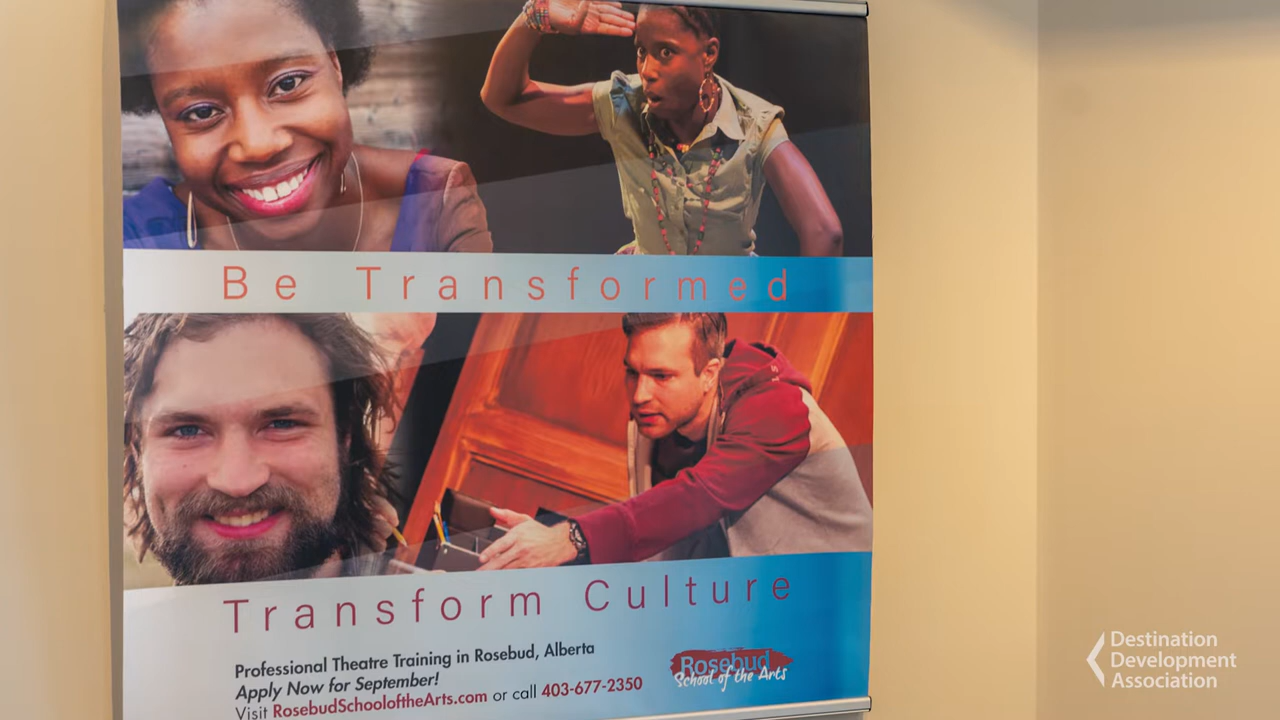 Be Transformed
Transform Culture
Professional Theatre Training in Rosebud, Alberta
Apply Now for September!
Visit RosebudSchooloftheArts.com or call 403-677-2350
Rosebud
School of the Arts
Destination
Development
Association